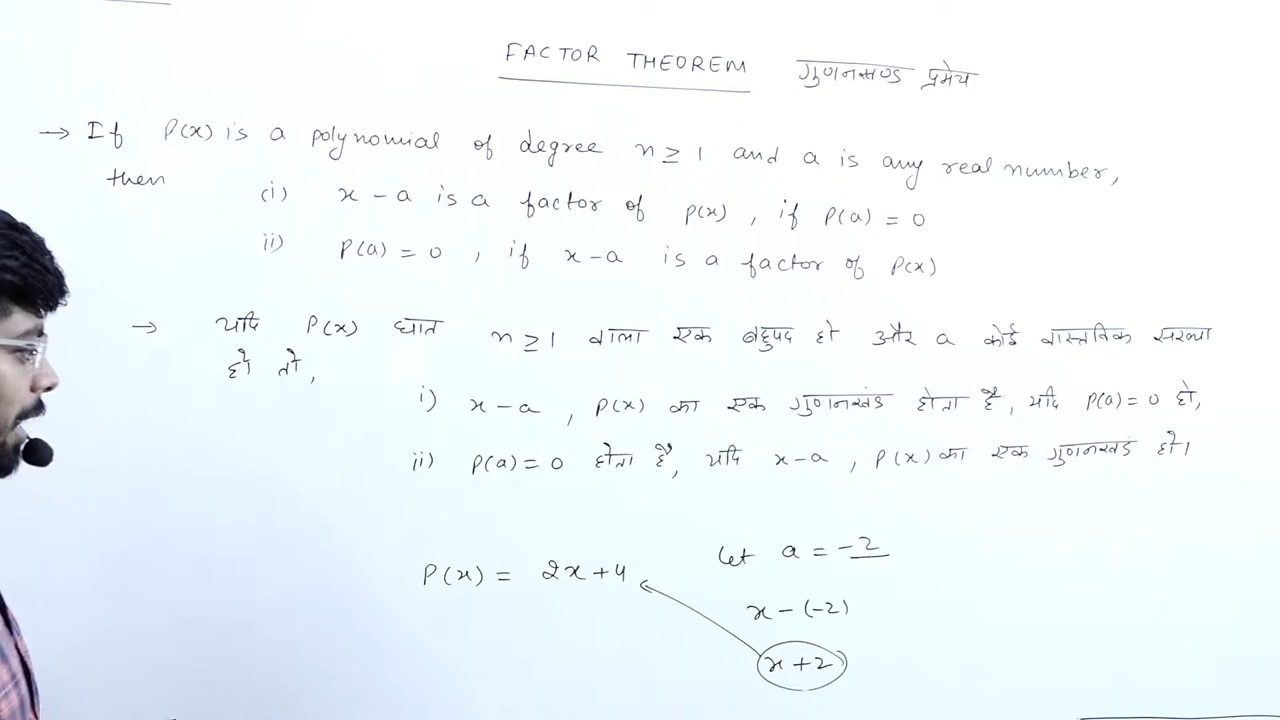 FACTOR THEOREM गुणनखण्ड प्रमेय
→ If P(x) is a polynomial of degree n ≥ 1 and a is any real number,
then
(i) x - a is a factor of p(x), if P(a) = 0
ii) P(a) = 0, if x-a is a factor of P(x)
→ यदि P(x) घात n ≥ 1 वाला एक बहुपद हो और a कोई वास्तविक संख्या
हो तो,
i) x-a, P(x) का एक गुणनखंड होता है, यदि P(a) = 0 हो,
ii) P(a) = 0 होता है, यदि x-a, P(x) का एक गुणनखंड हो।
P(x) = 2x+4
Let a = -2
x - (-2)
x+2